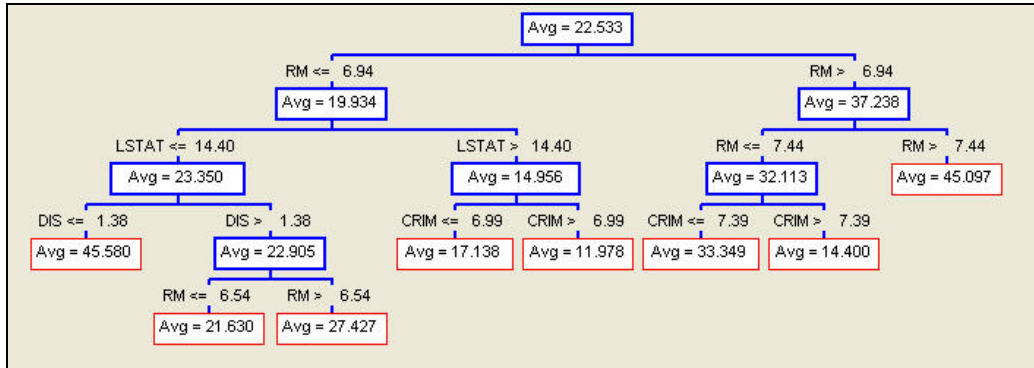 Avg = 22.533
RM <= 6.94
RM > 6.94
Avg = 19.934
Avg = 37.238
LSTAT <= 14.40
LSTAT > 14.40
RM <= 7.44
RM > 7.44
Avg = 23.350
Avg = 14.956
Avg = 32.113
Avg = 45.097
DIS <= 1.38
DIS > 1.38
CRIM <= 6.99
CRIM > 6.99
CRIM <= 7.39
CRIM > 7.39
Avg = 45.580
Avg = 22.905
Avg = 17.138
Avg = 11.978
Avg = 33.349
Avg = 14.400
RM <= 6.54
RM > 6.54
Avg = 21.630
Avg = 27.427